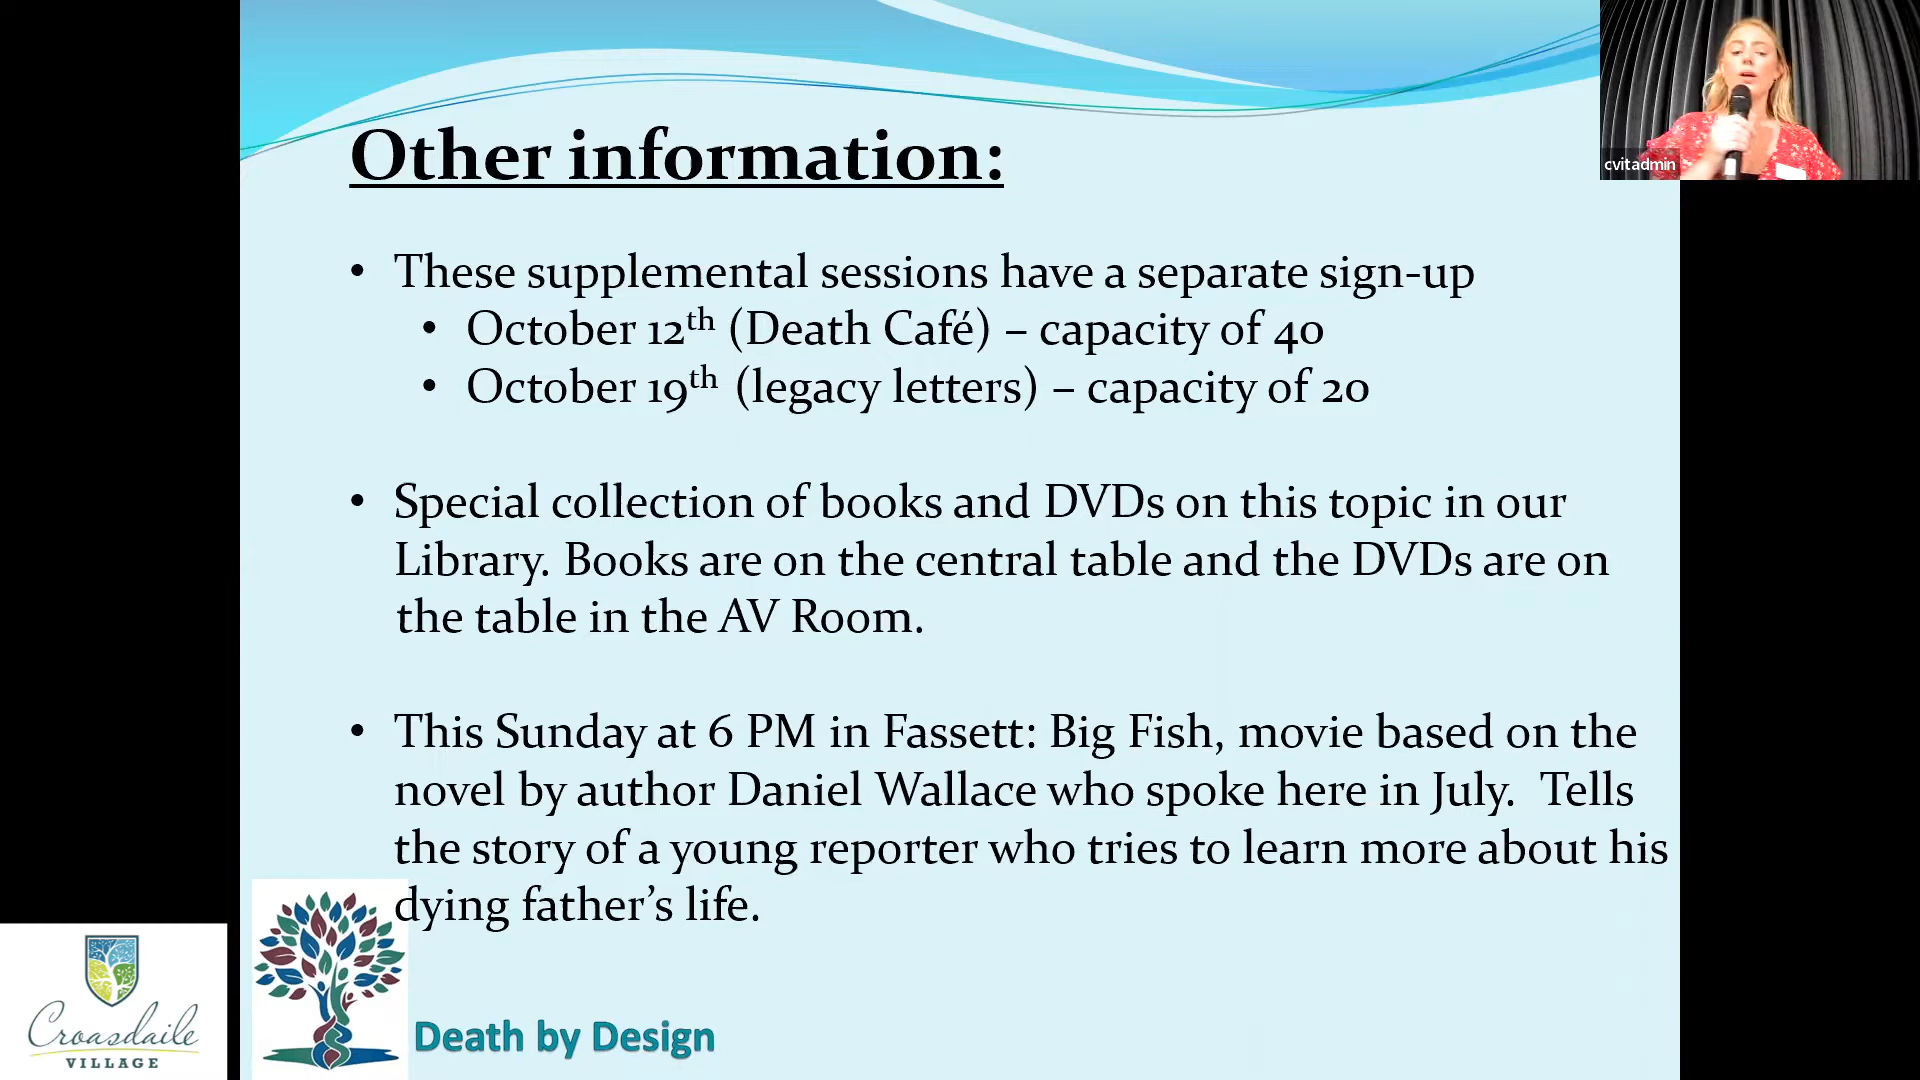 cvitadmin
Other information:
• These supplemental sessions have a separate sign-up
• October 12th (Death Café) – capacity of 40
• October 19th (legacy letters) – capacity of 20
• Special collection of books and DVDs on this topic in our
Library. Books are on the central table and the DVDs are on
the table in the AV Room.
• This Sunday at 6 PM in Fassett: Big Fish, movie based on the
novel by author Daniel Wallace who spoke here in July. Tells
the story of a young reporter who tries to learn more about his
dying father's life.
Croasdaile
VILLAGE
Death by Design